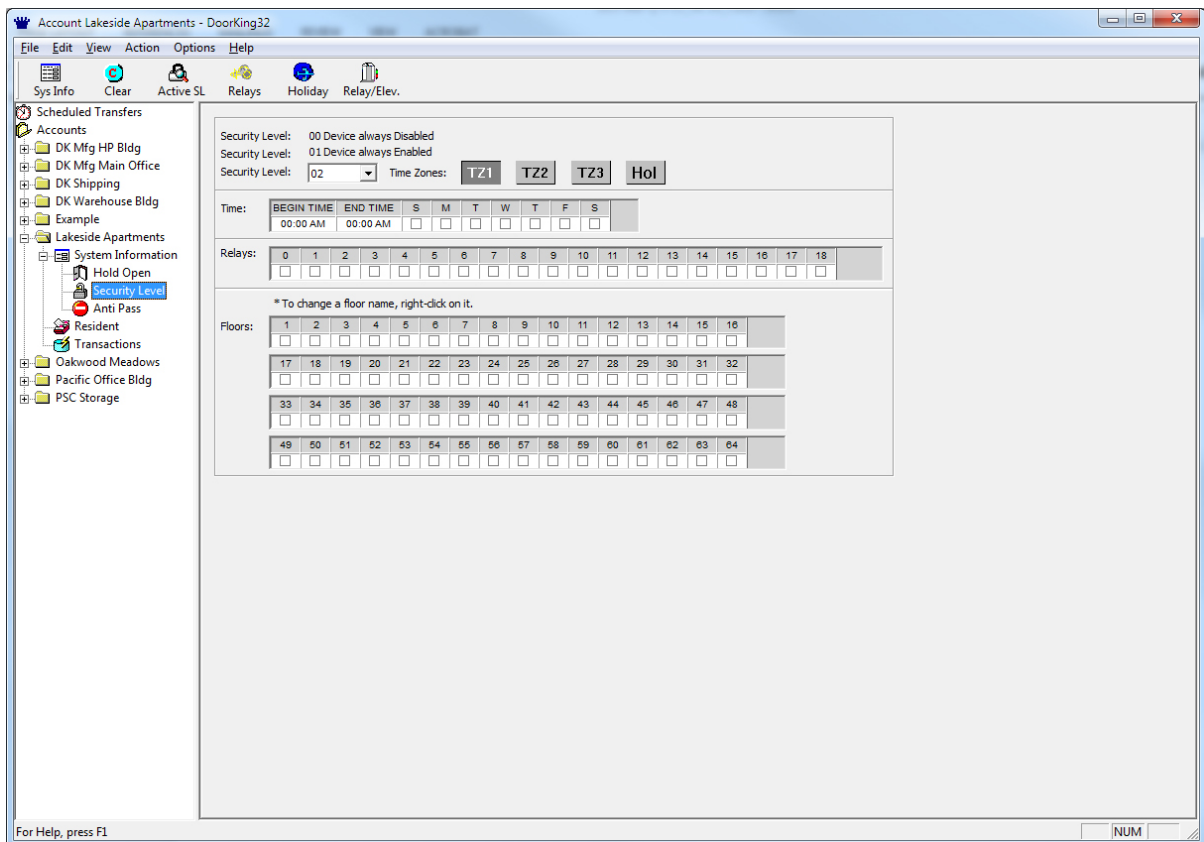 Account Lakeside Apartments - DoorKing32
File Edit View Action Options Help
Sys Info Clear Active SL Relays Holiday Relay/Elev.
Scheduled Transfers
Accounts
DK Mfg HP Bldg
DK Mfg Main Office
DK Shipping
DK Warehouse Bldg
Example
Lakeside Apartments
System Information
Hold Open
Security Level
Anti Pass
Resident
Transactions
Oakwood Meadows
Pacific Office Bldg
PSC Storage
Security Level: 00 Device always Disabled
Security Level: 01 Device always Enabled
Security Level: 02 Time Zones: TZ1 TZ2 TZ3 Hol
Time: BEGIN TIME END TIME S M T W T F S
00:00 AM 00:00 AM
Relays: 0 1 2 3 4 5 6 7 8 9 10 11 12 13 14 15 16 17 18
* To change a floor name, right-click on it.
Floors: 1 2 3 4 5 6 7 8 9 10 11 12 13 14 15 16
17 18 19 20 21 22 23 24 25 26 27 28 29 30 31 32
33 34 35 36 37 38 39 40 41 42 43 44 45 46 47 48
49 50 51 52 53 54 55 56 57 58 59 60 61 62 63 64
For Help, press F1
NUM